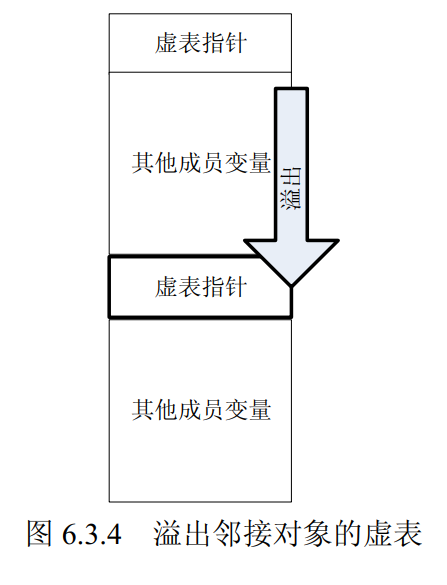 虚表指针
其他成员变量
溢出
虚表指针
其他成员变量
图 6.3.4 溢出邻接对象的虚表